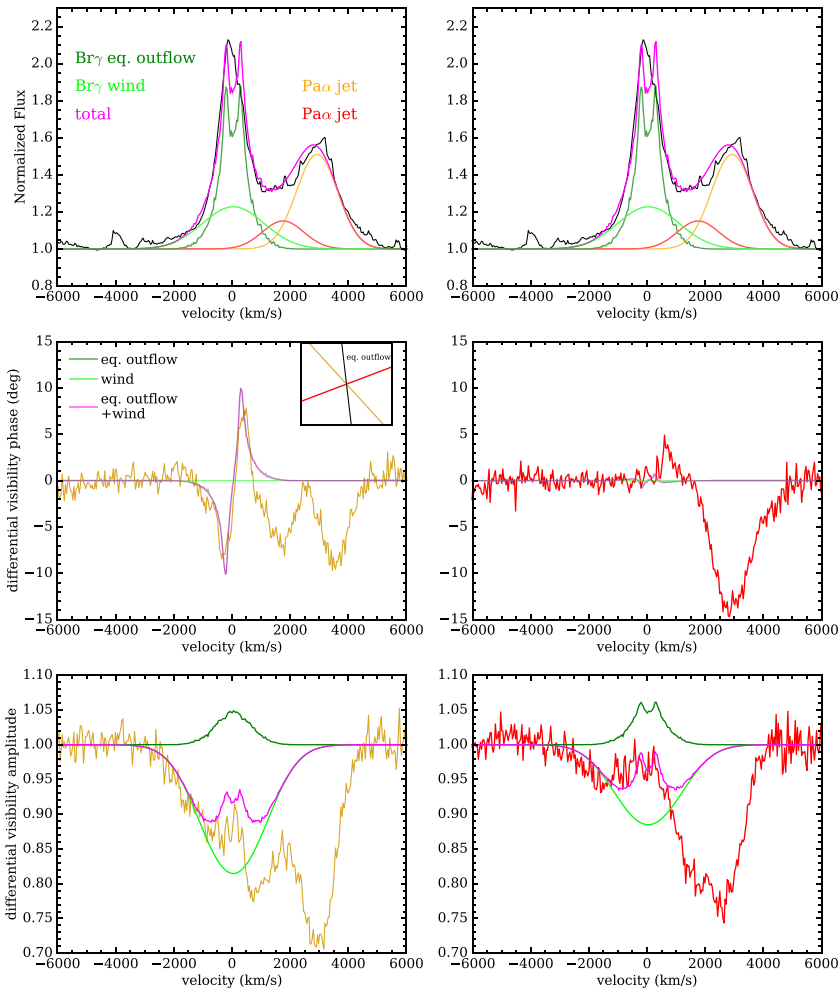 2.2
2.0
1.8
1.6
1.4
1.2
1.0
0.8
Normalized Flux
Brγ eq. outflow
Brγ wind
total
Paα jet
Paα jet
−6000 −4000 −2000 0 2000 4000 6000
velocity (km/s)
2.2
2.0
1.8
1.6
1.4
1.2
1.0
0.8
−6000 −4000 −2000 0 2000 4000 6000
velocity (km/s)
15
10
5
0
−5
−10
−15
differential visibility phase (deg)
eq. outflow
wind
eq. outflow
+wind
eq. outflow
−6000 −4000 −2000 0 2000 4000 6000
velocity (km/s)
15
10
5
0
−5
−10
−15
−6000 −4000 −2000 0 2000 4000 6000
velocity (km/s)
1.10
1.05
1.00
0.95
0.90
0.85
0.80
0.75
0.70
differential visibility amplitude
−6000 −4000 −2000 0 2000 4000 6000
velocity (km/s)
1.10
1.05
1.00
0.95
0.90
0.85
0.80
0.75
0.70
−6000 −4000 −2000 0 2000 4000 6000
velocity (km/s)